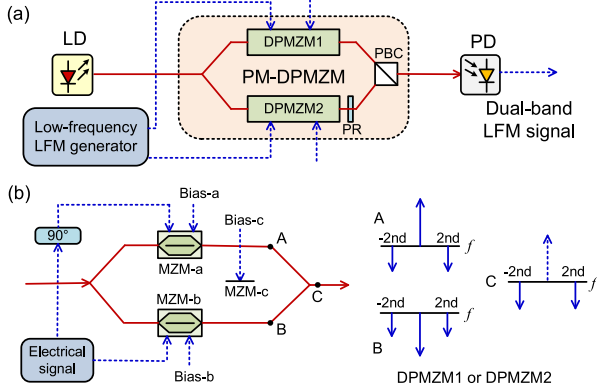 (a)
LD
DPMZM1
PBC
PD
PM-DPMZM
DPMZM2
PR
Low-frequency
LFM generator
Dual-band
LFM signal
(b)
Bias-a
90°
Bias-c
A
MZM-a
MZM-b
MZM-c
C
B
Electrical
signal
Bias-b
A
-2nd
2nd
f
C
-2nd
2nd
f
-2nd
2nd
f
B
DPMZM1 or DPMZM2